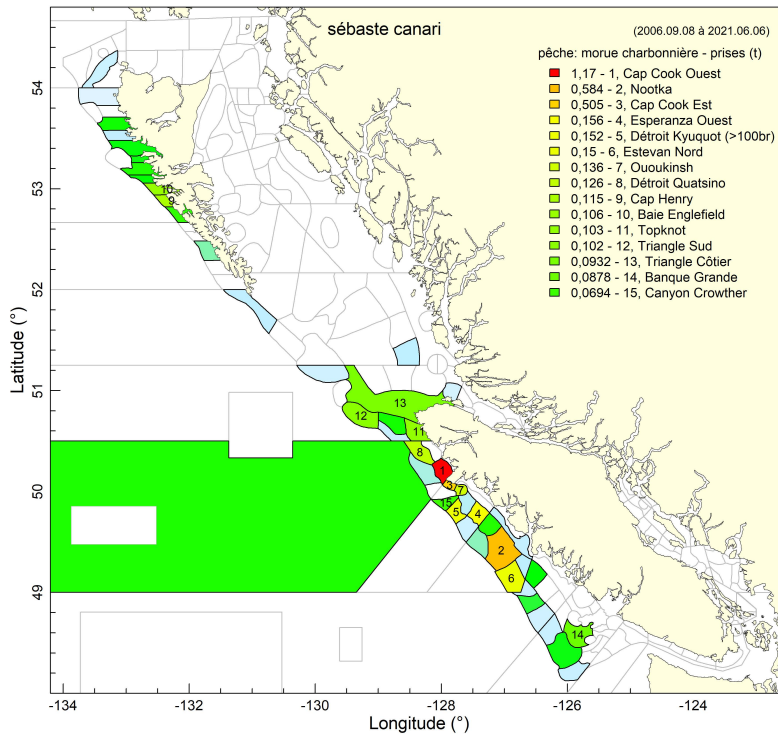 sébaste canari
(2006.09.08 à 2021.06.06)
pêche: morue charbonnière - prises (t)
1,17 - 1, Cap Cook Ouest
0,584 - 2, Nootka
0,505 - 3, Cap Cook Est
0,156 - 4, Esperanza Ouest
0,152 - 5, Détroit Kyuquot (>100br)
0,15 - 6, Estevan Nord
0,136 - 7,Ououkinsh
0,126 - 8, Détroit Quatsino
0,115 - 9, Cap Henry
0,106 - 10, Baie Englefield
0,103 - 11, Topknot
0,102 - 12, Triangle Sud
0,0932 - 13, Triangle Côtier
0,0878 - 14, Banque Grande
0,0694 - 15, Canyon Crowther
54
53
52
51
50
49
Latitude (°)
10
9
13
12
11
8
1
3
7
15
5
4
2
6
14
-134
-132
-130
-128
-126
-124
Longitude (°)